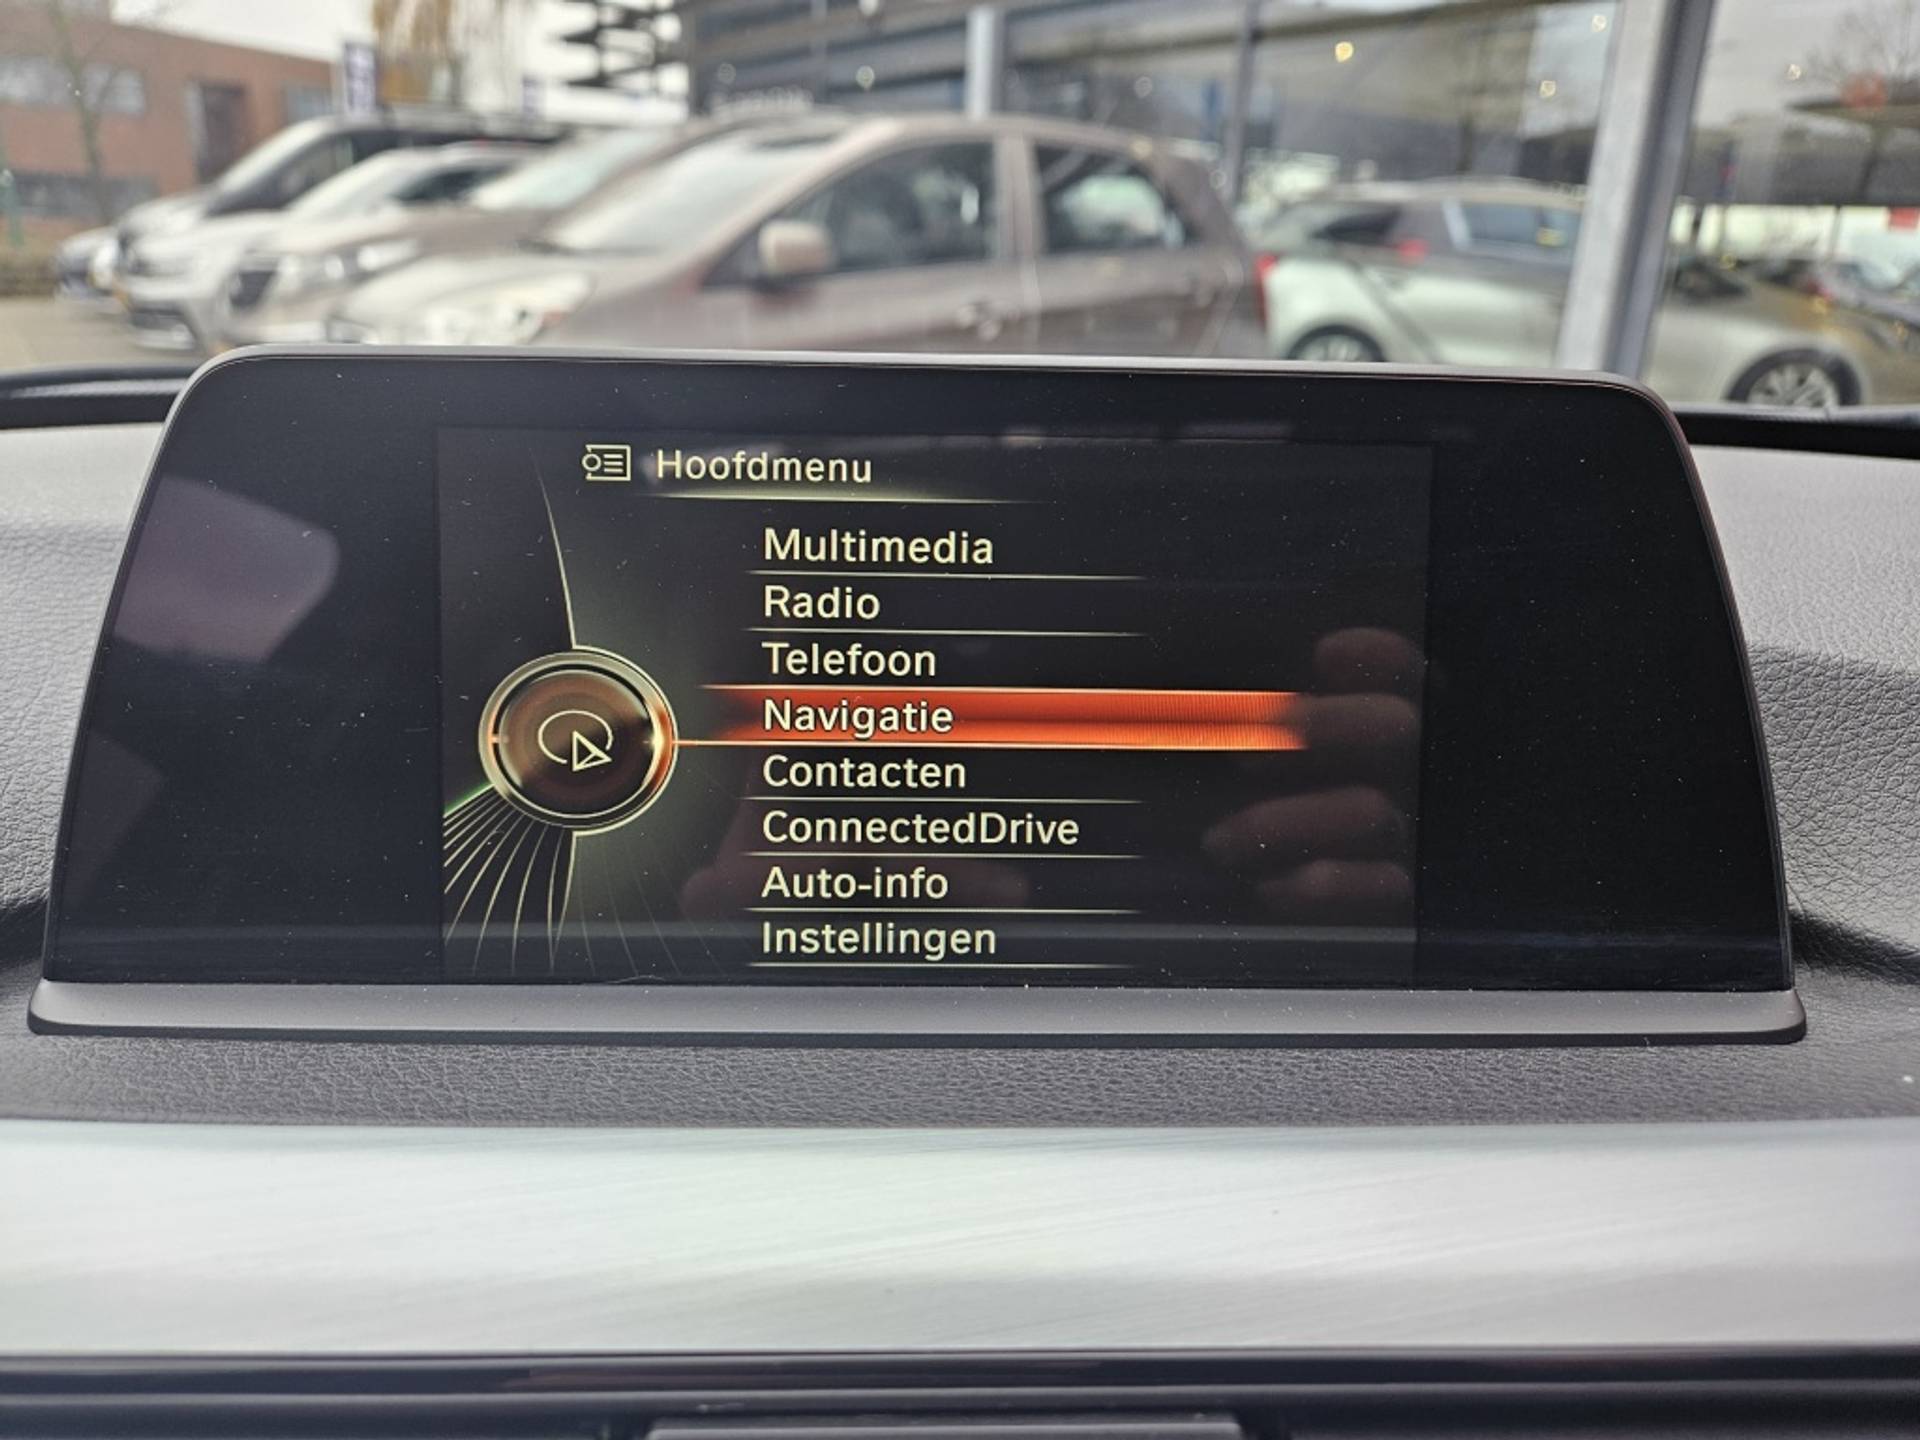 Hoofdmenu
Multimedia
Radio
Telefoon
Navigatie
Contacten
ConnectedDrive
Auto-info
Instellingen